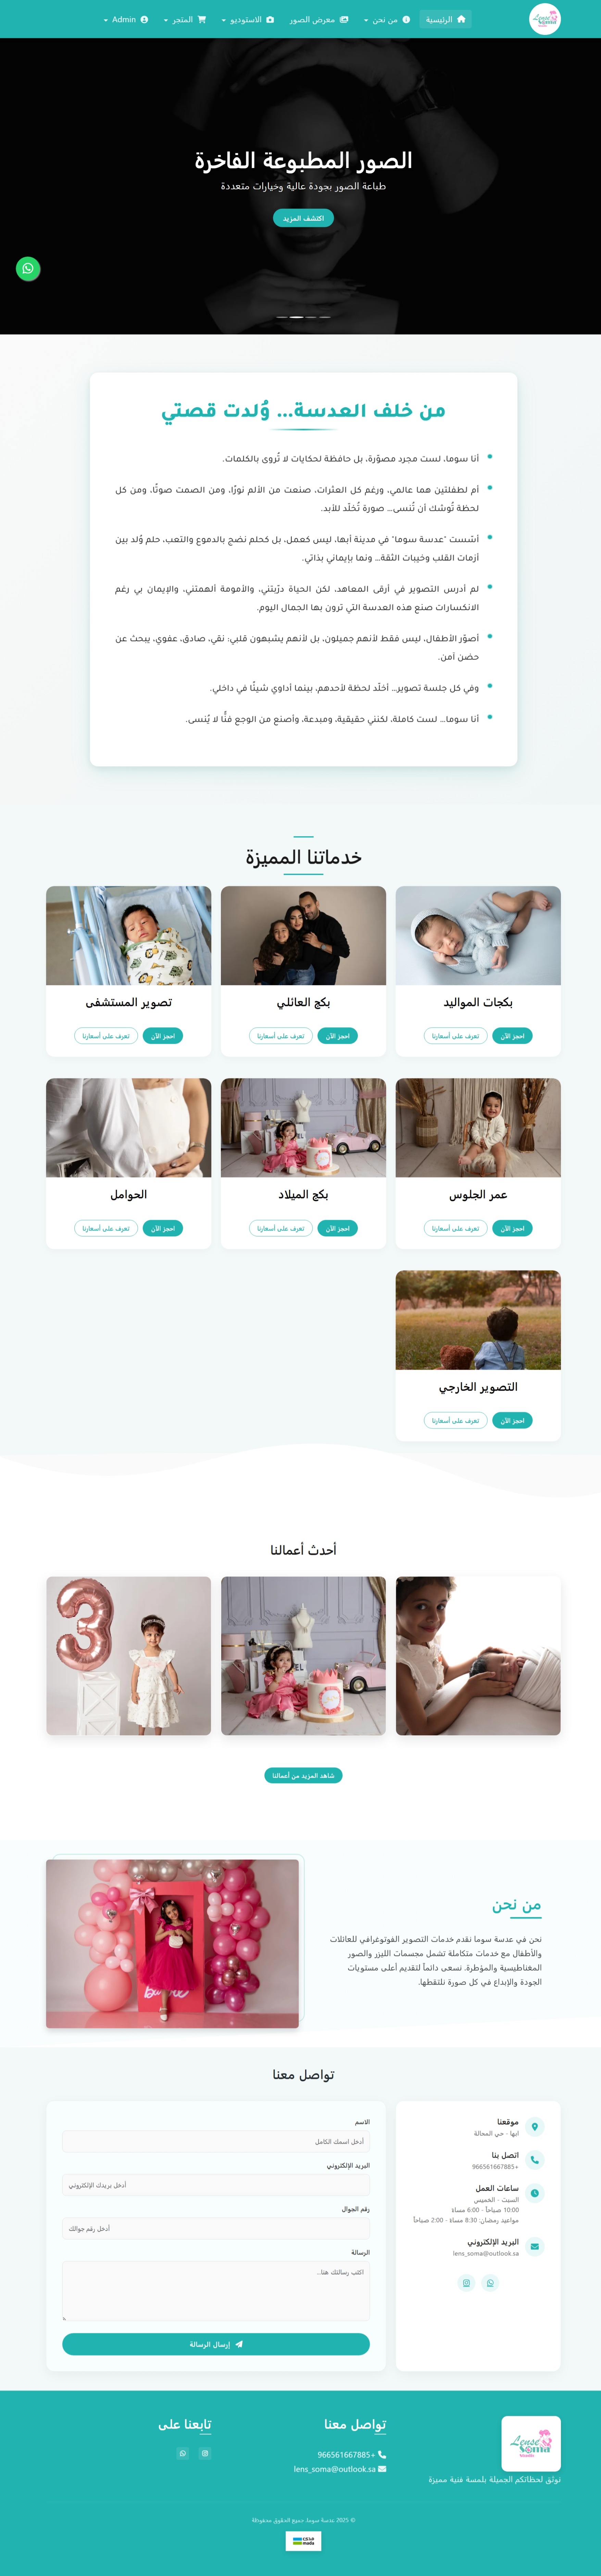 Lense Soma
الرئيسية
من نحن
معرض الصور
الاستوديو
المتجر
Admin
الصور المطبوعة الفاخرة
طباعة الصور بجودة عالية وخيارات متعددة
اكتشف المزيد
من خلف العدسة... وُلدت قصتي
أنا سوما، لست مجرد مصوّرة، بل حافظة لحكايات لا تُروى بالكلمات.
أم لطفلتين هما عالمي، ورغم كل العثرات، صنعت من الألم نورًا، ومن الصمت صوتًا، ومن كل
لحظة تُوشك أن تُنسى... صورة تُخلّد للأبد.
أسّست "عدسة سوما" في مدينة أبها، ليس كعمل، بل كحلم نضج بالدموع والتعب، حلم وُلد بين
أزمات القلب وخيبات الثقة... ونما بإيماني بذاتي.
لم أدرس التصوير في أرقى المعاهد، لكن الحياة درّبتني، والأمومة ألهمتني، والإيمان بي رغم
الانكسارات صنع هذه العدسة التي ترون بها الجمال اليوم.
أصوّر الأطفال، ليس فقط لأنهم جميلون، بل لأنهم يشبهون قلبي: نقي، صادق، عفوي، يبحث عن
حضن آمن.
وفي كل جلسة تصوير... أخلّد لحظة لأحدهم، بينما أداوي شيئًا في داخلي.
أنا سوما... لست كاملة، لكنني حقيقية، ومبدعة، وأصنع من الوجع فنًّا لا يُنسى.
خدماتنا المميزة
بكجات المواليد
احجز الآن
تعرف على أسعارنا
بكج العائلي
احجز الآن
تعرف على أسعارنا
تصوير المستشفى
احجز الآن
تعرف على أسعارنا
عمر الجلوس
احجز الآن
تعرف على أسعارنا
بكج الميلاد
احجز الآن
تعرف على أسعارنا
الحوامل
احجز الآن
تعرف على أسعارنا
التصوير الخارجي
احجز الآن
تعرف على أسعارنا
أحدث أعمالنا
شاهد المزيد من أعمالنا
من نحن
نحن في عدسة سوما نقدم خدمات التصوير الفوتوغرافي للعائلات
والأطفال مع خدمات متكاملة تشمل مجسمات الليزر والصور
المغناطيسية والمؤطرة. نسعى دائماً لتقديم أعلى مستويات
الجودة والإبداع في كل صورة نلتقطها.
تواصل معنا
موقعنا
ابها - حي المحالة
اتصل بنا
+966561667885
ساعات العمل
السبت - الخميس
10:00 صباحاً - 6:00 مساءً
مواعيد رمضان: 8:30 مساءً - 2:00 صباحاً
البريد الإلكتروني
lens_soma@outlook.sa
الاسم
أدخل اسمك الكامل
البريد الإلكتروني
أدخل بريدك الإلكتروني
رقم الجوال
أدخل رقم جوالك
الرسالة
اكتب رسالتك هنا...
إرسال الرسالة
Lense Soma
نوثق لحظاتكم الجميلة بلمسة فنية مميزة
تواصل معنا
+966561667885
lens_soma@outlook.sa
تابعنا على
© 2025 عدسة سوما. جميع الحقوق محفوظة
مدى
mada